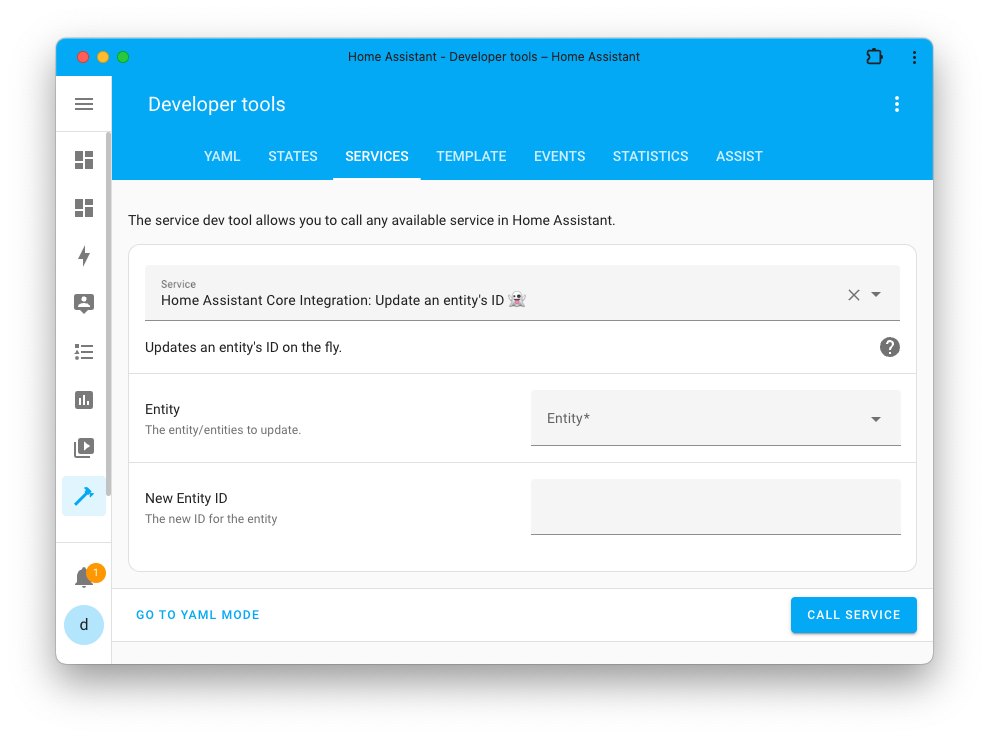 Home Assistant - Developer tools – Home Assistant
Developer tools
YAML STATES SERVICES TEMPLATE EVENTS STATISTICS ASSIST
The service dev tool allows you to call any available service in Home Assistant.
Service
Home Assistant Core Integration: Update an entity's ID 👻
Updates an entity's ID on the fly.
Entity
The entity/entities to update.
Entity*
New Entity ID
The new ID for the entity
1
d
GO TO YAML MODE
CALL SERVICE